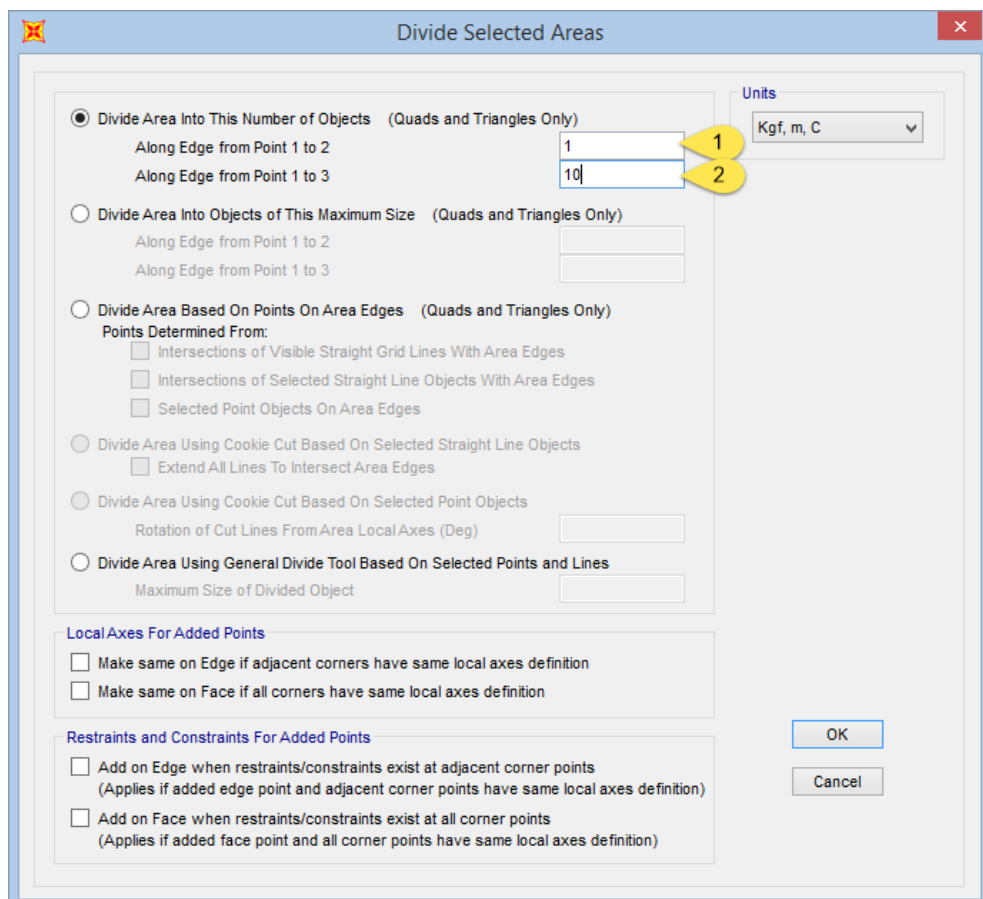 Divide Selected Areas
Divide Area Into This Number of Objects (Quads and Triangles Only)
Along Edge from Point 1 to 2
1
1
Along Edge from Point 1 to 3
10
2
Units
Kgf, m, C
Divide Area Into Objects of This Maximum Size (Quads and Triangles Only)
Along Edge from Point 1 to 2
Along Edge from Point 1 to 3
Divide Area Based On Points On Area Edges (Quads and Triangles Only)
Points Determined From:
Intersections of Visible Straight Grid Lines With Area Edges
Intersections of Selected Straight Line Objects With Area Edges
Selected Point Objects On Area Edges
Divide Area Using Cookie Cut Based On Selected Straight Line Objects
Extend All Lines To Intersect Area Edges
Divide Area Using Cookie Cut Based On Selected Point Objects
Rotation of Cut Lines From Area Local Axes (Deg)
Divide Area Using General Divide Tool Based On Selected Points and Lines
Maximum Size of Divided Object
Local Axes For Added Points
Make same on Edge if adjacent corners have same local axes definition
Make same on Face if all corners have same local axes definition
Restraints and Constraints For Added Points
Add on Edge when restraints/constraints exist at adjacent corner points
(Applies if added edge point and adjacent corner points have same local axes definition)
Add on Face when restraints/constraints exist at all corner points
(Applies if added face point and all corner points have same local axes definition)
OK
Cancel